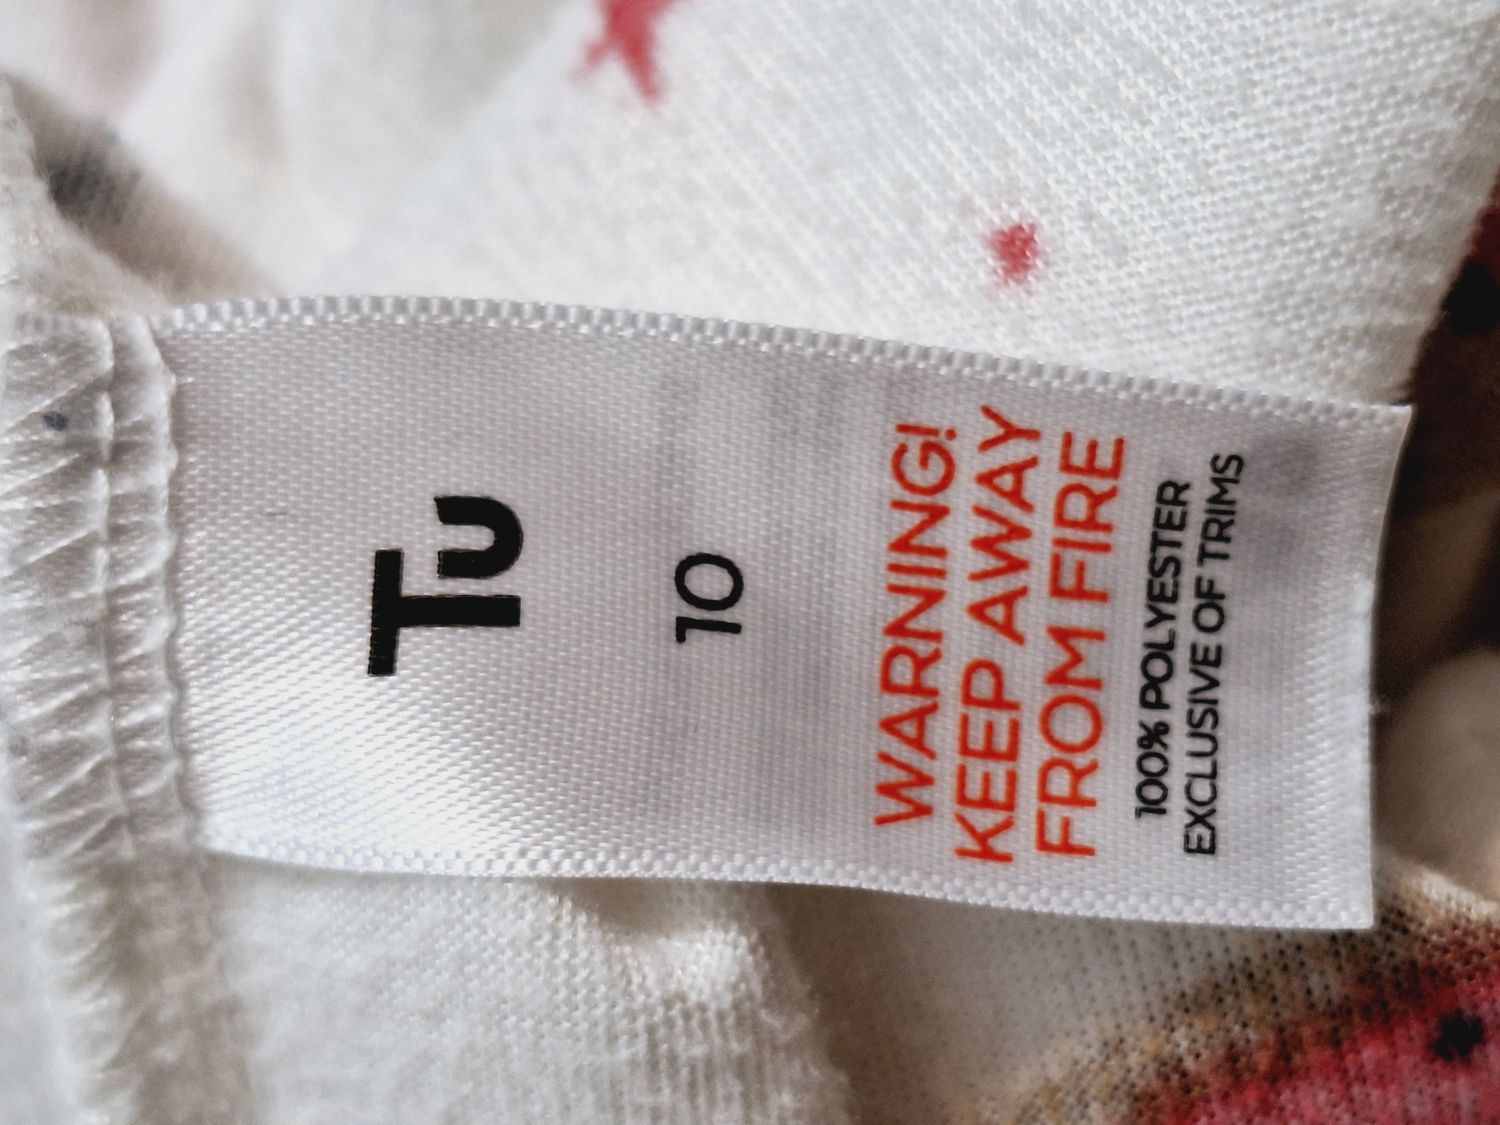 Tu
10
WARNING!
KEEP AWAY
FROM FIRE
100% POLYESTER
EXCLUSIVE OF TRIMS